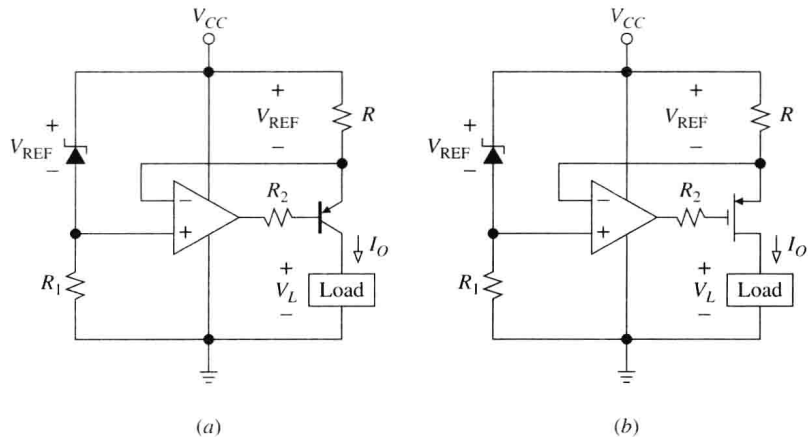 V_CC
+
V_REF
−
R
+
V_REF
−
−
+
R_2
R_1
I_O
+
V_L
−
Load
(a)
V_CC
+
V_REF
−
R
+
V_REF
−
−
+
R_2
R_1
I_O
+
V_L
−
Load
(b)